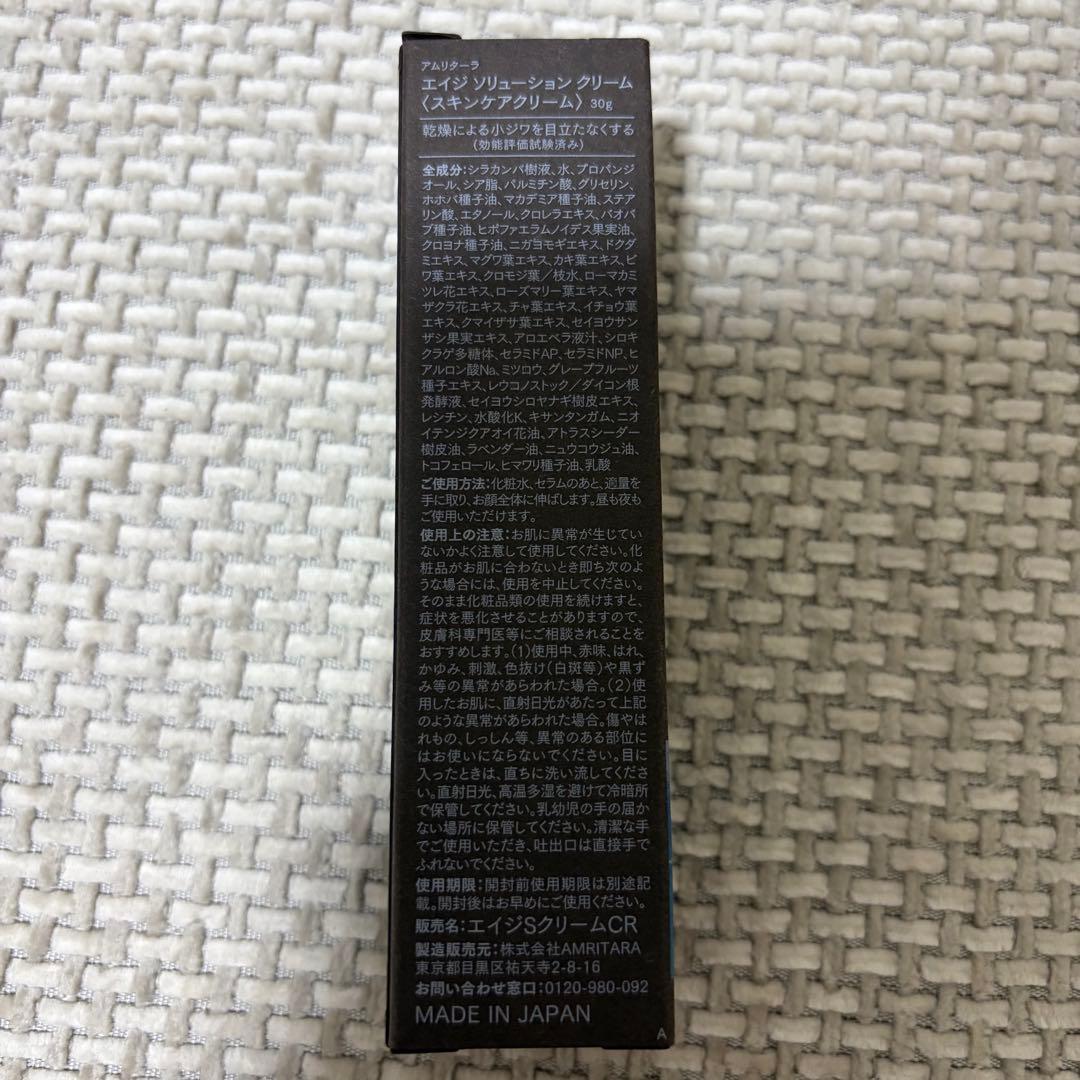 アムリターラ
エイジ ソリューション クリーム
〈スキンケアクリーム〉 30g
乾燥による小ジワを目立たなくする
(効能評価試験済み)
全成分:シラカンバ樹液、水、プロパンジ
オール、シア脂、パルミチン酸、グリセリン、
ホホバ種子油、マカデミア種子油、ステア
リン酸、エタノール、クロレラエキス、バオバ
ブ種子油、ヒポファエラムノイデス果実油、
クロヨナ種子油、ニガヨモギエキス、ドクダ
ミエキス、マグワ葉エキス、カキ葉エキス、ビ
ワ葉エキス、クロモジ葉/枝水、ローマカミ
ツレ花エキス、ローズマリー葉エキス、ヤマ
ザクラ花エキス、チャ葉エキス、イチョウ葉
エキス、クマイザサ葉エキス、セイヨウサン
ザシ果実エキス、アロエベラ液汁、シロキ
クラゲ多糖体、セラミドAP、セラミドNP、ヒ
アルロン酸Na、ミツロウ、グレープフルーツ
種子エキス、レウコノストック/ダイコン根
発酵液、セイヨウシロヤナギ樹皮エキス、
レシチン、水酸化K、キサンタンガム、ニオ
イテンジクアオイ花油、アトラスシーダー
樹皮油、ラベンダー油、ニュウコウジュ油、
トコフェロール、ヒマワリ種子油、乳酸
ご使用方法:化粧水、セラムのあと、適量を
手に取り、お顔全体に伸ばします。昼も夜も
ご使用いただけます。
使用上の注意:お肌に異常が生じてい
ないかよく注意して使用してください。化
粧品がお肌に合わないとき即ち次のよ
うな場合には、使用を中止してください。
そのまま化粧品類の使用を続けますと、
症状を悪化させることがありますので、
皮膚科専門医等にご相談されることを
おすすめします。(1)使用中、赤味、はれ、
かゆみ、刺激、色抜け(白斑等)や黒ず
み等の異常があらわれた場合。(2)使
用したお肌に、直射日光があたって上記
のような異常があらわれた場合。傷やは
れもの、しっしん等、異常のある部位に
はお使いにならないでください。目に
入ったときは、直ちに洗い流してくださ
い。直射日光、高温多湿を避けて冷暗所
で保管してください。乳幼児の手の届か
ない場所に保管してください。清潔な手
でご使用いただき、吐出口は直接手で
ふれないでください。
使用期限:開封前使用期限は別途記
載。開封後はお早めにご使用ください。
販売名:エイジSクリームCR
製造販売元:株式会社AMRITARA
東京都目黒区祐天寺2-8-16
お問い合わせ窓口:0120-980-092
MADE IN JAPAN
A